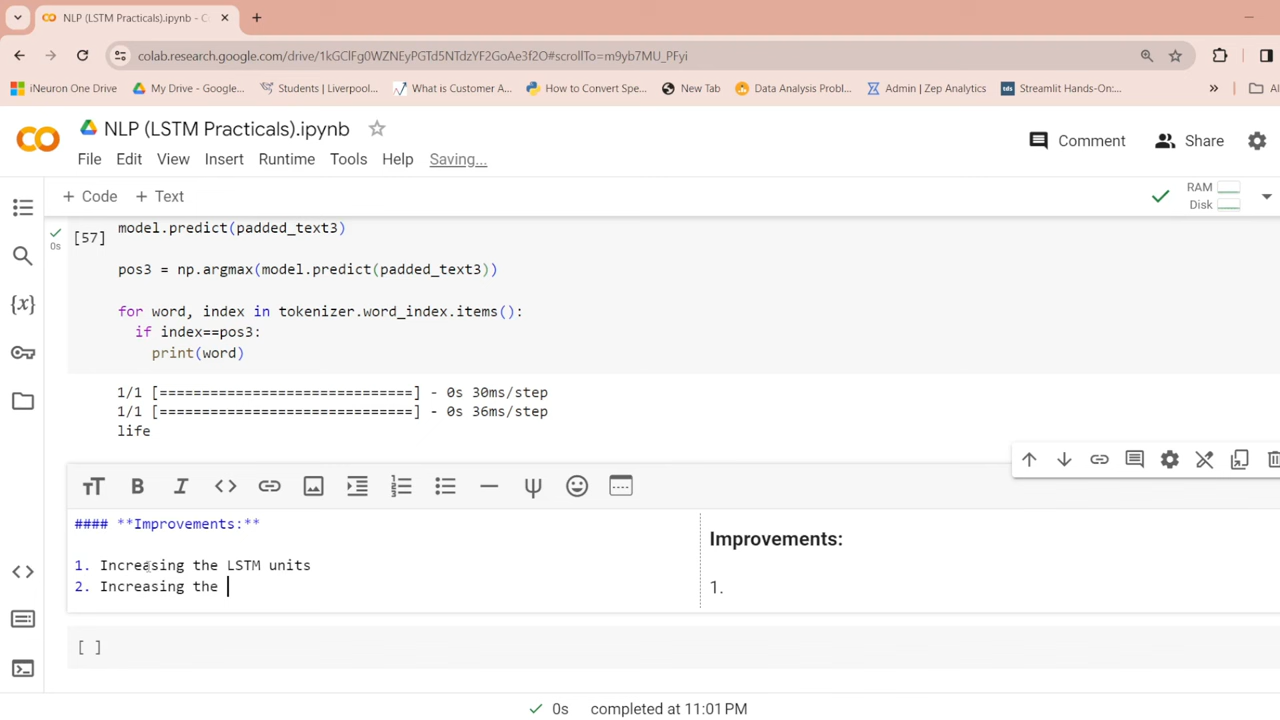 NLP (LSTM Practicals).ipynb - C
colab.research.google.com/drive/1kGClFg0WZNEyPGTd5NTdzYF2GoAe3f2O#scrollTo=m9yb7MU_PFyi
iNeuron One Drive My Drive - Google... Students | Liverpool... What is Customer A... How to Convert Spe... New Tab Data Analysis Probl... Admin | Zep Analytics Streamlit Hands-On:... » Al
NLP (LSTM Practicals).ipynb
Comment Share
File Edit View Insert Runtime Tools Help Saving...
+ Code + Text
RAM
Disk
model.predict(padded_text3)
[57]
0s
pos3 = np.argmax(model.predict(padded_text3))
for word, index in tokenizer.word_index.items():
if index==pos3:
print(word)
1/1 [==============================] - 0s 30ms/step
1/1 [==============================] - 0s 36ms/step
life
#### **Improvements:**
1. Increasing the LSTM units
2. Increasing the
Improvements:
1.
[ ]
0s completed at 11:01 PM